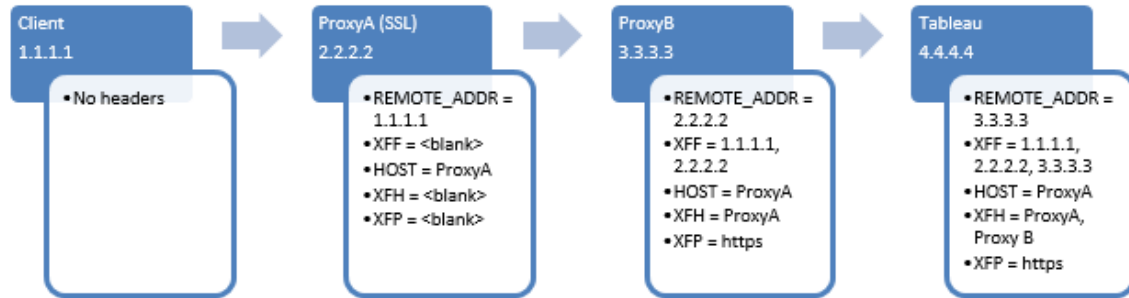 Client
1.1.1.1
•No headers
ProxyA (SSL)
2.2.2.2
•REMOTE_ADDR =
1.1.1.1
•XFF = <blank>
•HOST = ProxyA
•XFH = <blank>
•XFP = <blank>
ProxyB
3.3.3.3
•REMOTE_ADDR =
2.2.2.2
•XFF = 1.1.1.1,
2.2.2.2
•HOST = ProxyA
•XFH = ProxyA
•XFP = https
Tableau
4.4.4.4
•REMOTE_ADDR =
3.3.3.3
•XFF = 1.1.1.1,
2.2.2.2, 3.3.3.3
•HOST = ProxyA
•XFH = ProxyA,
Proxy B
•XFP = https